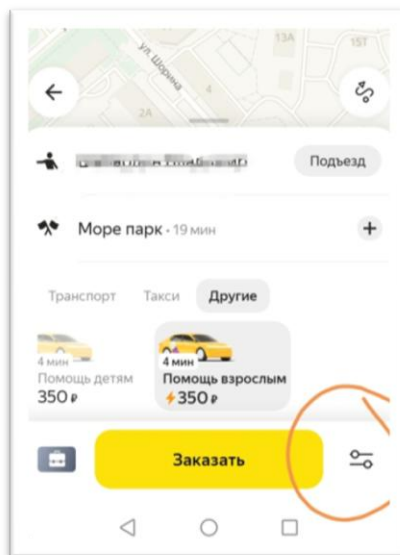 13А
15Т
ул. Шорина
4
2А
Подъезд
Море парк · 19 мин
+
Транспорт Такси Другие
4 мин 4 мин
Помощь детям Помощь взрослым
350 ₽ 350 ₽
Заказать